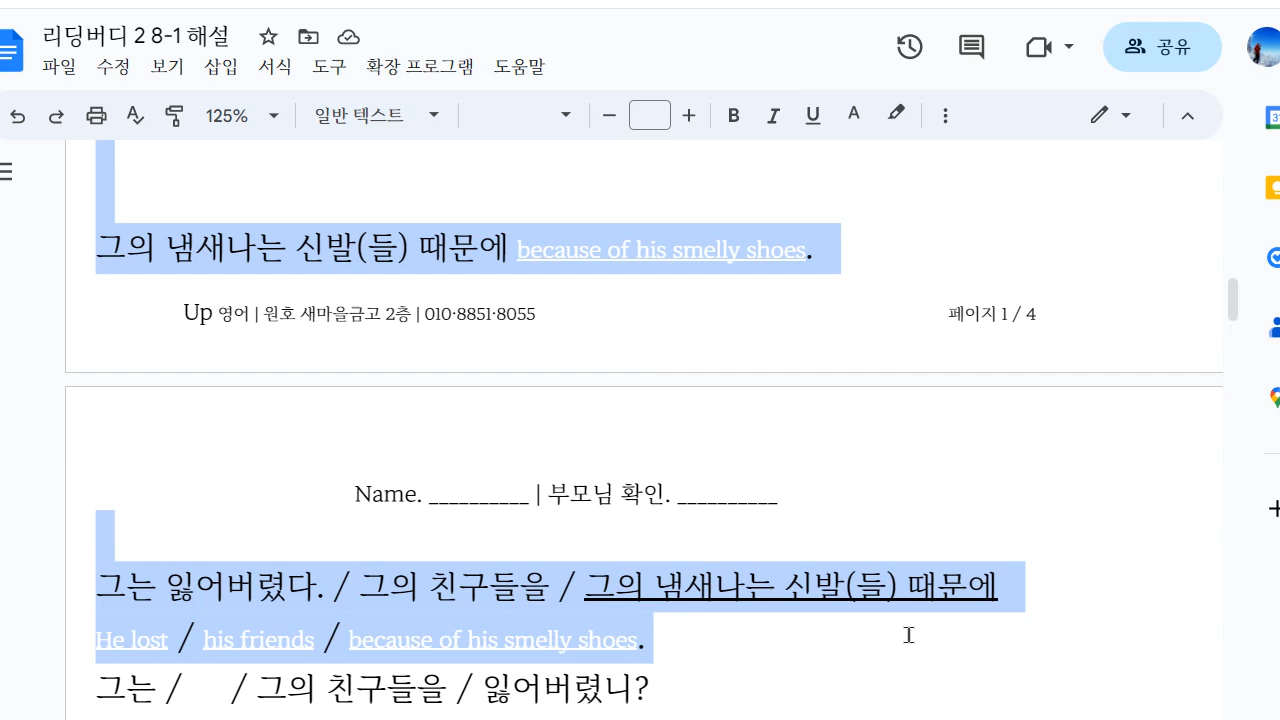 리딩버디 2 8-1 해설
파일 수정 보기 삽입 서식 도구 확장 프로그램 도움말
공유
125% 일반 텍스트 B I U A
그의 냄새나는 신발(들) 때문에 because of his smelly shoes.
Up 영어 | 원호 새마을금고 2층 | 010·8851·8055 페이지 1 / 4
Name. __________ | 부모님 확인. __________
그는 잃어버렸다. / 그의 친구들을 / 그의 냄새나는 신발(들) 때문에
He lost / his friends / because of his smelly shoes.
그는 / / 그의 친구들을 / 잃어버렸니?